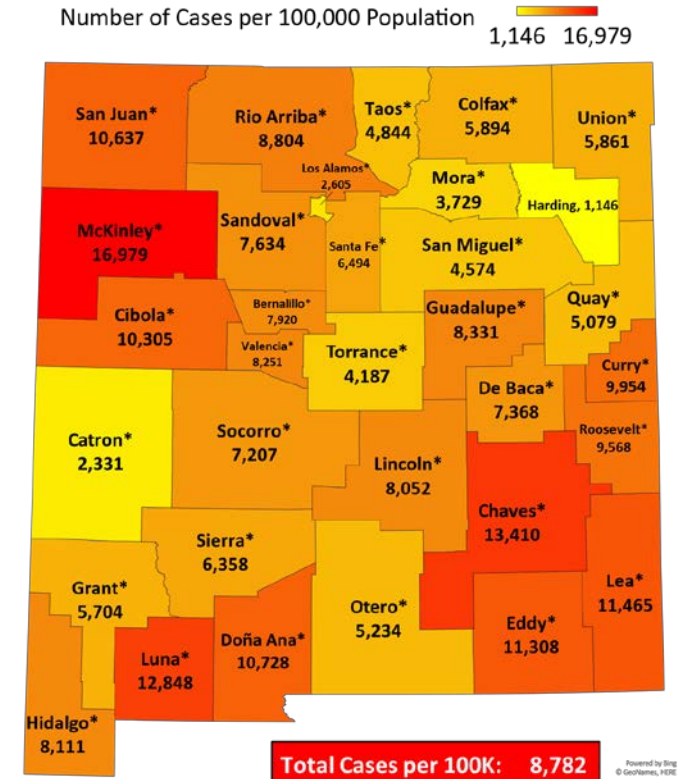 Number of Cases per 100,000 Population
1,146 16,979
San Juan*
10,637
Rio Arriba*
8,804
Taos*
4,844
Colfax*
5,894
Union*
5,861
Los Alamos*
2,605
Mora*
3,729
Harding, 1,146
McKinley*
16,979
Sandoval*
7,634
Santa Fe*
6,494
San Miguel*
4,574
Cibola*
10,305
Bernalillo*
7,920
Valencia*
8,251
Torrance*
4,187
Guadalupe*
8,331
Quay*
5,079
Curry*
9,954
De Baca*
7,368
Roosevelt*
9,568
Catron*
2,331
Socorro*
7,207
Lincoln*
8,052
Chaves*
13,410
Sierra*
6,358
Grant*
5,704
Otero*
5,234
Lea*
11,465
Eddy*
11,308
Doña Ana*
10,728
Luna*
12,848
Hidalgo*
8,111
Total Cases per 100K: 8,782
Powered by Bing
© GeoNames, HERE